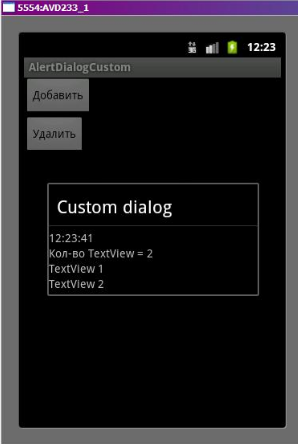 5554:AVD233_1
3G 12:23
AlertDialogCustom
Добавить
Удалить
Custom dialog
12:23:41
Кол-во TextView = 2
TextView 1
TextView 2